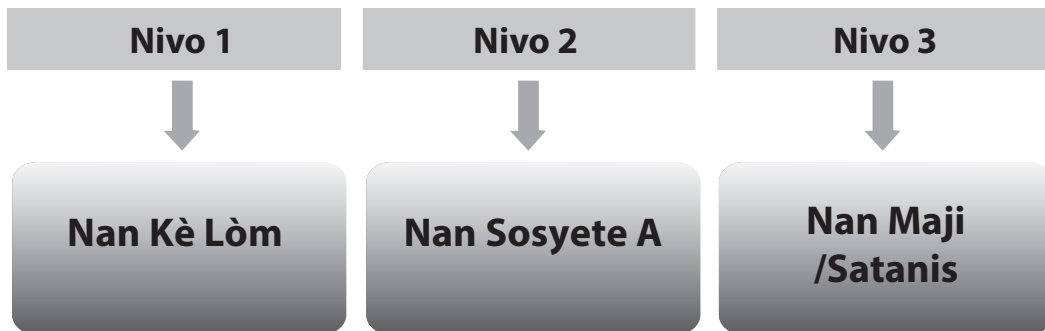 Nivo 1
Nivo 2
Nivo 3
Nan Kè Lòm
Nan Sosyete A
Nan Maji
/Satanis